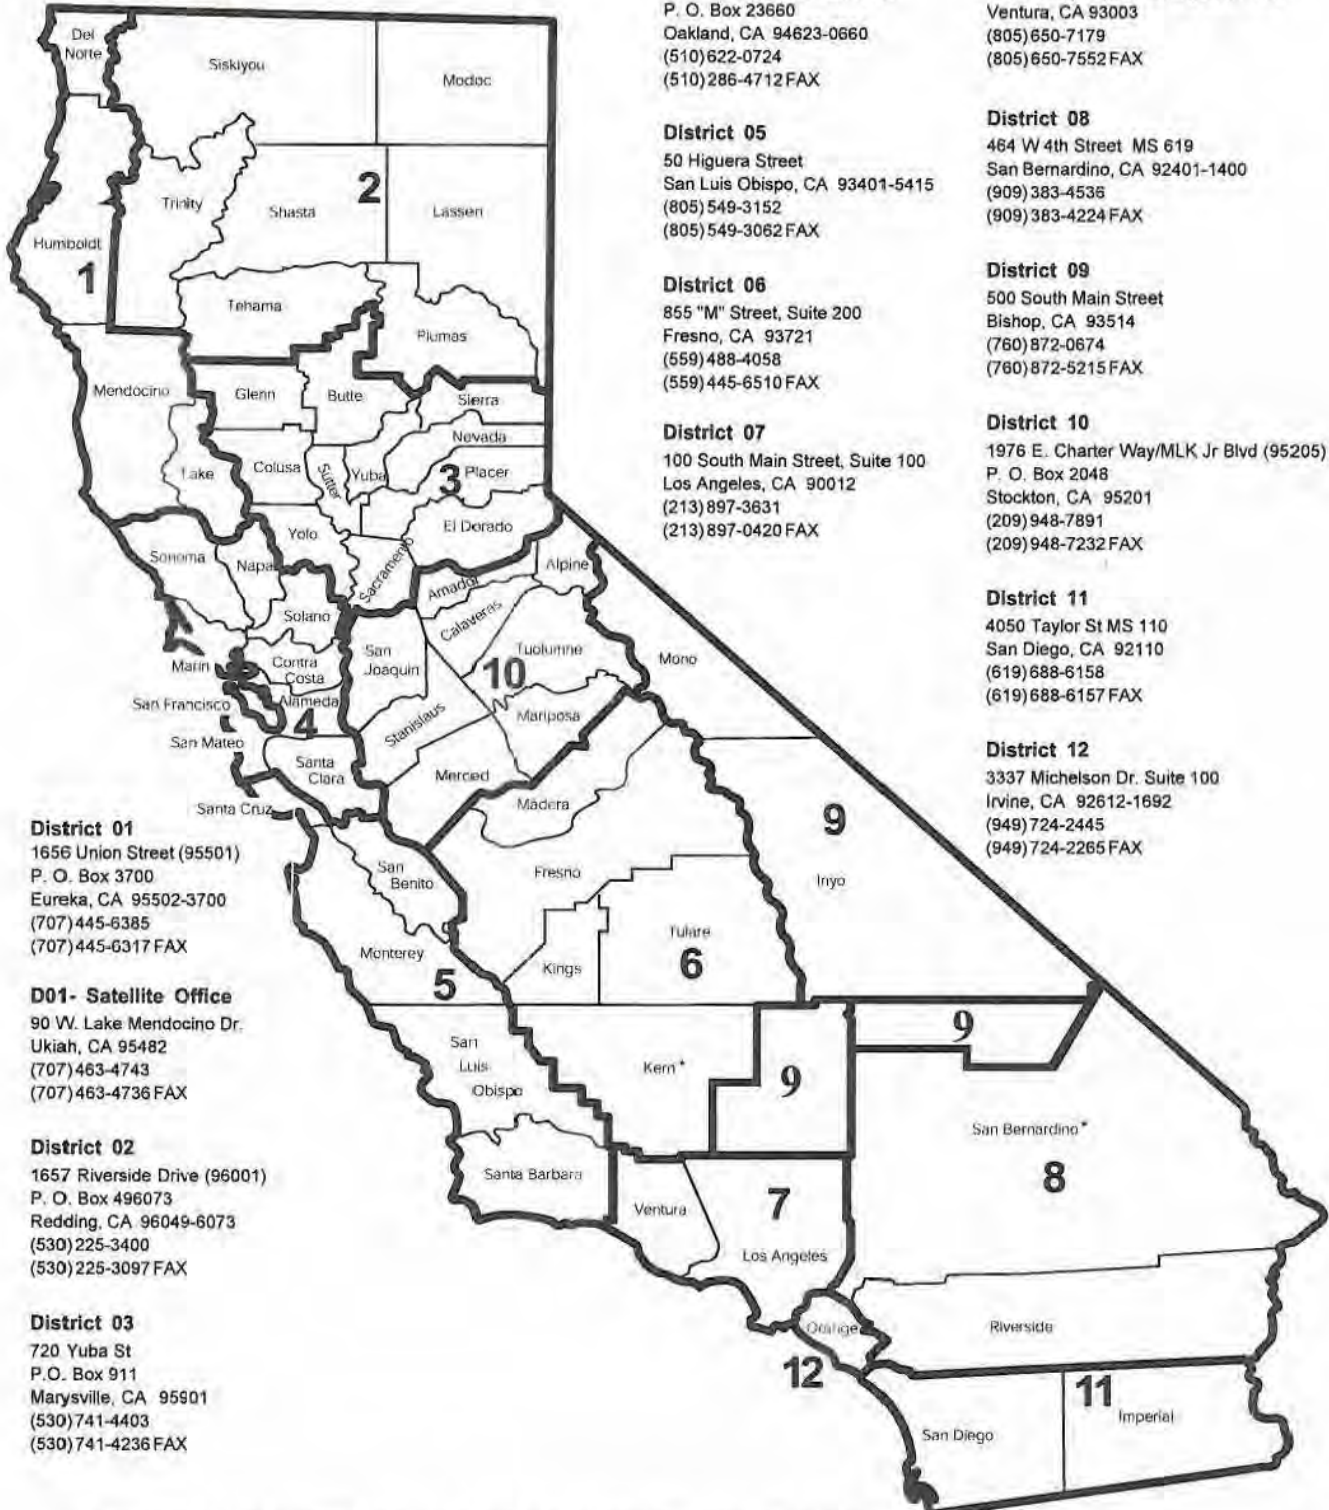 P. O. Box 23660
Oakland, CA 94623-0660
(510)622-0724
(510)286-4712 FAX
District 05
50 Higuera Street
San Luis Obispo, CA 93401-5415
(805)549-3152
(805)549-3062 FAX
District 06
855 "M" Street, Suite 200
Fresno, CA 93721
(559)488-4058
(559)445-6510 FAX
District 07
100 South Main Street, Suite 100
Los Angeles, CA 90012
(213)897-3631
(213)897-0420 FAX
Ventura, CA 93003
(805)650-7179
(805)650-7552 FAX
District 08
464 W 4th Street MS 619
San Bernardino, CA 92401-1400
(909)383-4536
(909)383-4224 FAX
District 09
500 South Main Street
Bishop, CA 93514
(760)872-0674
(760)872-5215 FAX
District 10
1976 E. Charter Way/MLK Jr Blvd (95205)
P. O. Box 2048
Stockton, CA 95201
(209)948-7891
(209)948-7232 FAX
District 11
4050 Taylor St MS 110
San Diego, CA 92110
(619)688-6158
(619)688-6157 FAX
District 12
3337 Michelson Dr. Suite 100
Irvine, CA 92612-1692
(949)724-2445
(949)724-2265 FAX
Del
Norte
Siskiyou
Modoc
Trinity
Shasta
2
Lassen
Humboldt
1
Tehama
Plumas
Mendocino
Glenn
Butte
Sierra
Nevada
Lake
Colusa
Sutter
Yuba
3
Placer
Yolo
El Dorado
Sonoma
Napa
Sacramento
Amador
Alpine
Solano
Calaveras
Marin
Contra
Costa
San
Joaquin
Tuolumne
Mono
10
San Francisco
Alameda
4
Stanislaus
Mariposa
San Mateo
Santa
Clara
Merced
Santa Cruz
Madera
9
San
Benito
Fresno
Inyo
Monterey
5
Kings
Tulare
6
San
Luis
Obispo
Kern*
9
9
San Bernardino*
8
Santa Barbara
Ventura
7
Los Angeles
Orange
12
Riverside
11
San Diego
Imperial
District 01
1656 Union Street (95501)
P. O. Box 3700
Eureka, CA 95502-3700
(707)445-6385
(707)445-6317 FAX
D01- Satellite Office
90 W. Lake Mendocino Dr.
Ukiah, CA 95482
(707)463-4743
(707)463-4736 FAX
District 02
1657 Riverside Drive (96001)
P. O. Box 496073
Redding, CA 96049-6073
(530)225-3400
(530)225-3097 FAX
District 03
720 Yuba St
P.O. Box 911
Marysville, CA 95901
(530)741-4403
(530)741-4236 FAX